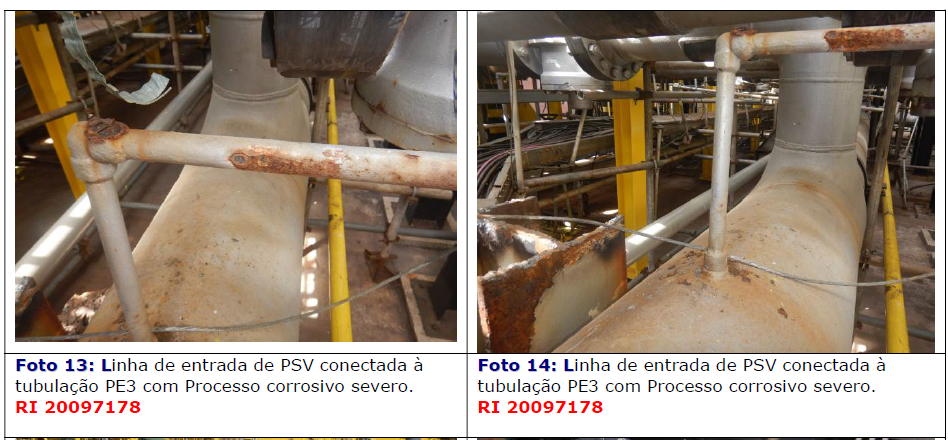 Foto 13: Linha de entrada de PSV conectada à
tubulação PE3 com Processo corrosivo severo.
RI 20097178
Foto 14: Linha de entrada de PSV conectada à
tubulação PE3 com Processo corrosivo severo.
RI 20097178